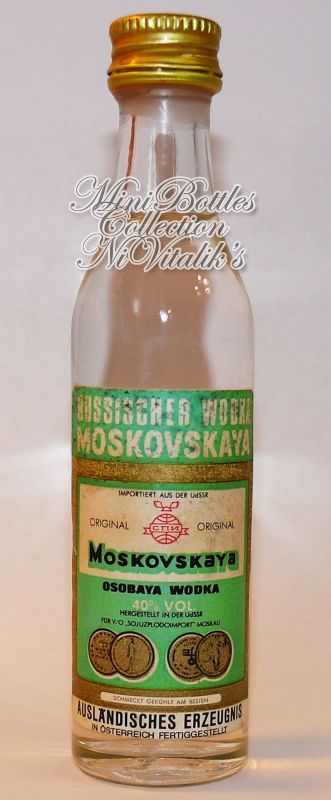 Mini Bottles
Collection
NiVitalik's
RUSSISCHER WODKA
MOSKOVSKAYA
IMPORTIERT AUS DER UdSSR
СПИ
ORIGINAL ORIGINAL
Moskovskaya
OSOBAYA WODKA
40% VOL.
HERGESTELLT IN DER UdSSR
FÜR V/O „SOJUZPLODOIMPORT" MOSKAU
SCHMECKT GEKÜHLT AM BESTEN
AUSLÄNDISCHES ERZEUGNIS
IN ÖSTERREICH FERTIGGESTELLT